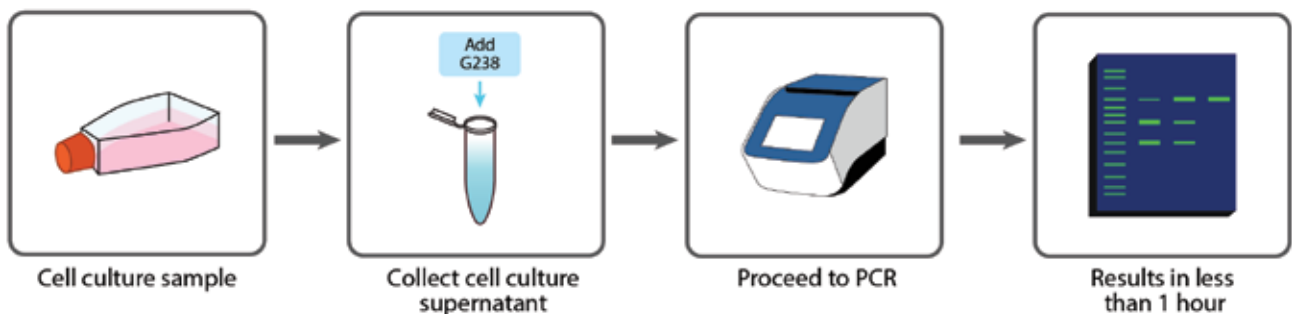 Add
G238
Cell culture sample
Collect cell culture
supernatant
Proceed to PCR
Results in less
than 1 hour